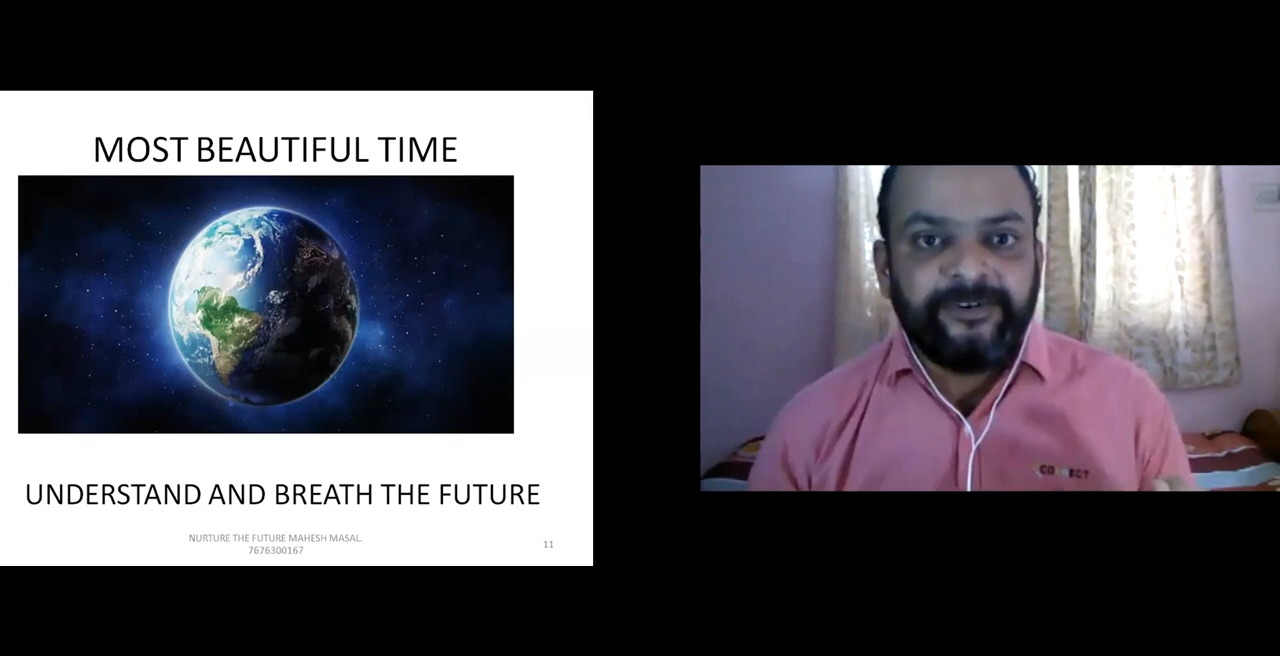 MOST BEAUTIFUL TIME
UNDERSTAND AND BREATH THE FUTURE
NURTURE THE FUTURE MAHESH MASAL.
7676300167
11